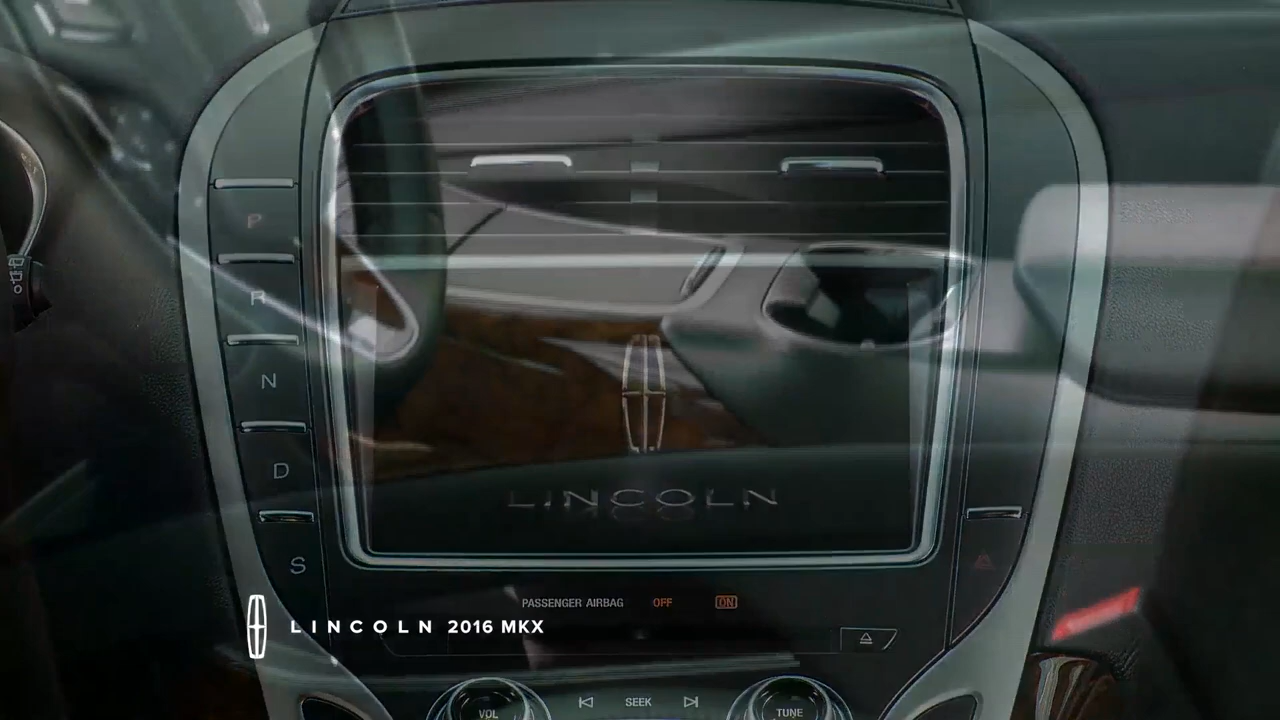 P
R
N
D
S
LINCOLN
PASSENGER AIRBAG OFF ON
LINCOLN 2016 MKX
VOL SEEK TUNE